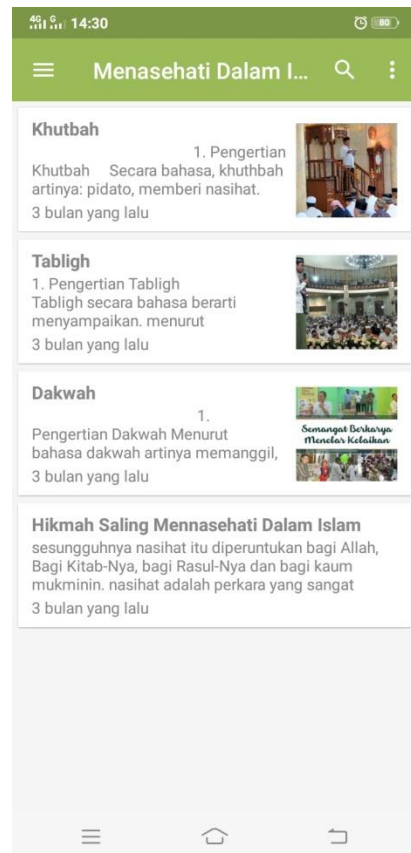 4G G 14:30 80
Menasehati Dalam I...
Khutbah
1. Pengertian
Khutbah Secara bahasa, khuthbah
artinya: pidato, memberi nasihat.
3 bulan yang lalu
Tabligh
1. Pengertian Tabligh
Tabligh secara bahasa berarti
menyampaikan. menurut
3 bulan yang lalu
Dakwah
1.
Pengertian Dakwah Menurut
bahasa dakwah artinya memanggil,
3 bulan yang lalu
Semangat Berkarya
Menebar Kebaikan
Hikmah Saling Mennasehati Dalam Islam
sesungguhnya nasihat itu diperuntukan bagi Allah,
Bagi Kitab-Nya, bagi Rasul-Nya dan bagi kaum
mukminin. nasihat adalah perkara yang sangat
3 bulan yang lalu